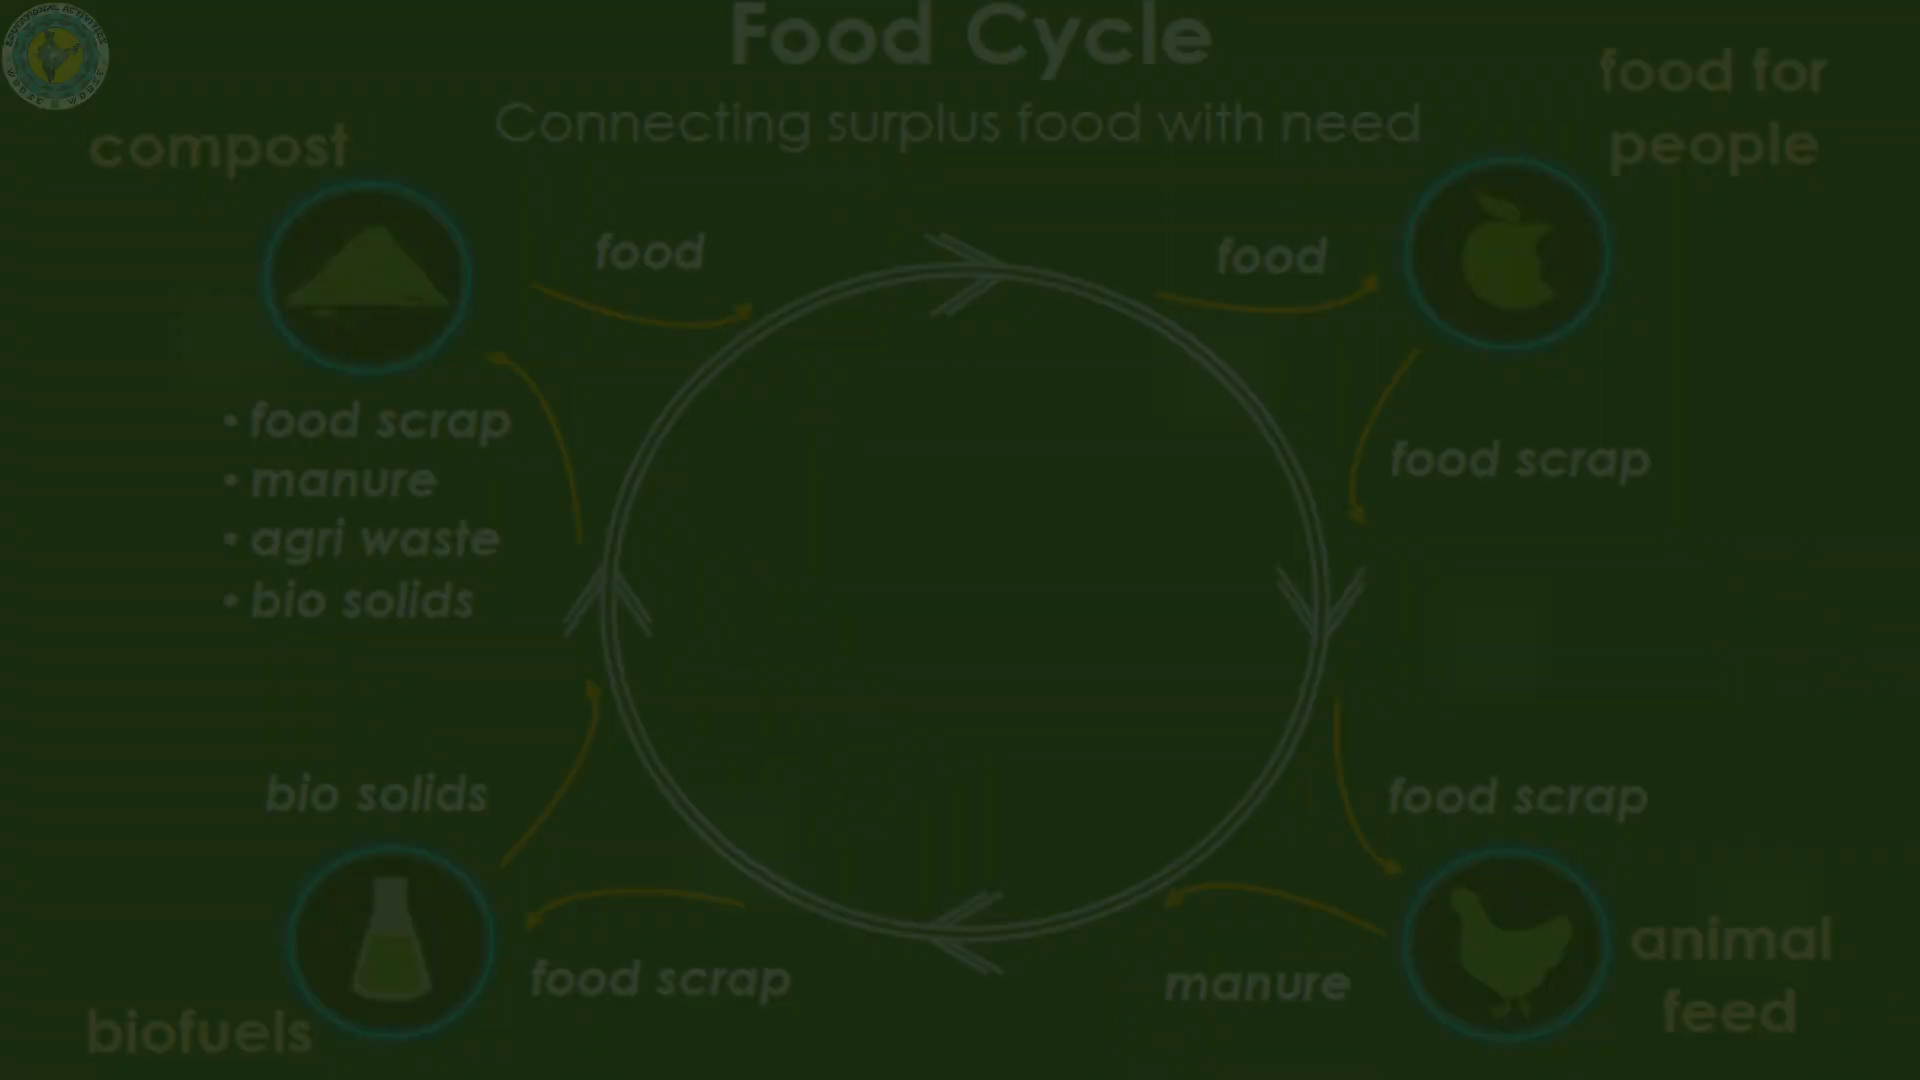 Food Cycle
Connecting surplus food with need
compost
food for
people
food
food
• food scrap
• manure
• agri waste
• bio solids
food scrap
bio solids
food scrap
biofuels
food scrap
manure
animal
feed